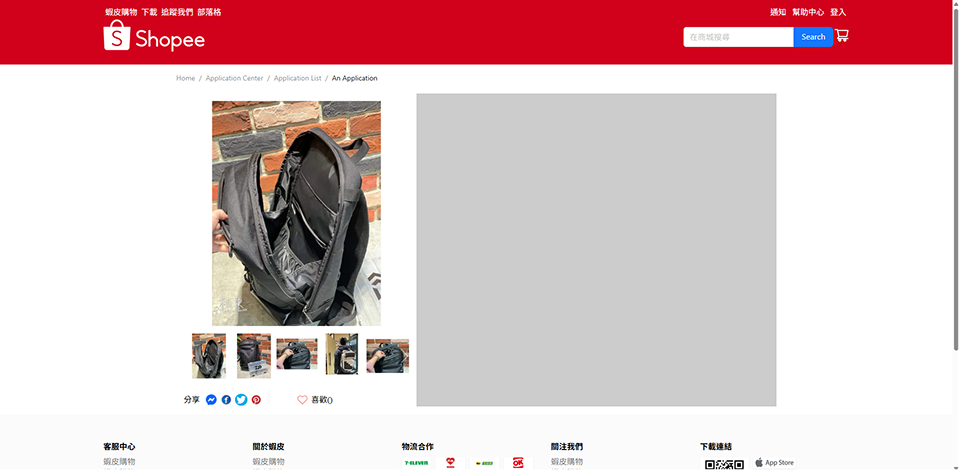 蝦皮購物 下載 追蹤我們 部落格
通知 幫助中心 登入
Shopee
在商城搜尋 Search
Home / Application Center / Application List / An Application
分享
喜歡()
客服中心 關於蝦皮 物流合作 關注我們 下載連結
蝦皮購物 蝦皮購物 7-ELEVEN OK 蝦皮購物 App Store